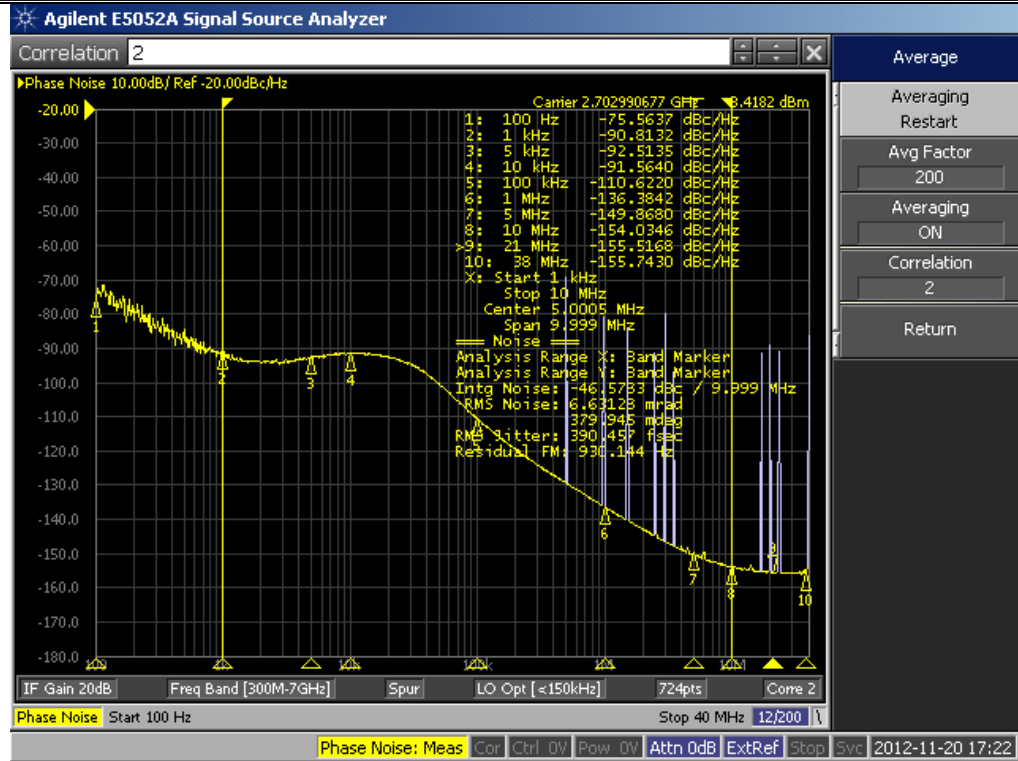 Agilent E5052A Signal Source Analyzer
Correlation 2
Average
▶Phase Noise 10.00dB/ Ref -20.00dBc/Hz
Averaging
Restart
Avg Factor
200
Averaging
ON
Correlation
2
Return
Carrier 2.702990677 GHz 3.4182 dBm
1: 100 Hz -75.5637 dBc/Hz
2: 1 kHz -90.8132 dBc/Hz
3: 5 kHz -92.5135 dBc/Hz
4: 10 kHz -91.5640 dBc/Hz
5: 100 kHz -110.6220 dBc/Hz
6: 1 MHz -136.3842 dBc/Hz
7: 5 MHz -149.8680 dBc/Hz
8: 10 MHz -154.0346 dBc/Hz
>9: 21 MHz -155.5168 dBc/Hz
10: 38 MHz -155.7430 dBc/Hz
X: Start 1 kHz
Stop 10 MHz
Center 5.0005 MHz
Span 9.999 MHz
=== Noise ===
Analysis Range X: Band Marker
Analysis Range Y: Band Marker
Intg Noise: -46.5783 dBc / 9.999 MHz
RMS Noise: 6.63128 mrad
379.945 mdeg
RMS Jitter: 390.457 fsec
Residual FM: 930.144 Hz
-20.00
-30.00
-40.00
-50.00
-60.00
-70.00
-80.00
-90.00
-100.0
-110.0
-120.0
-130.0
-140.0
-150.0
-160.0
-170.0
-180.0
1
2
3
4
5
6
7
8
9
10
100 1k 10k 100k 1M 10M
IF Gain 20dB Freq Band [300M-7GHz] Spur LO Opt [<150kHz] 724pts Corre 2
Phase Noise Start 100 Hz Stop 40 MHz 12/200
Phase Noise: Meas Cor Ctrl 0V Pow 0V Attn 0dB ExtRef Stop Svc 2012-11-20 17:22